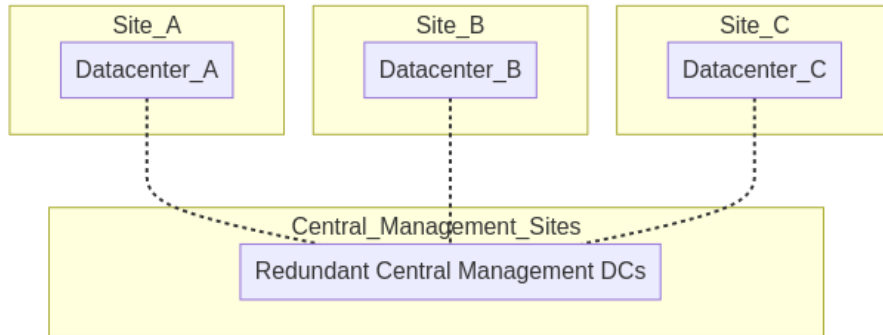 Site_A
Site_B
Site_C
Datacenter_A
Datacenter_B
Datacenter_C
Central_Management_Sites
Redundant Central Management DCs